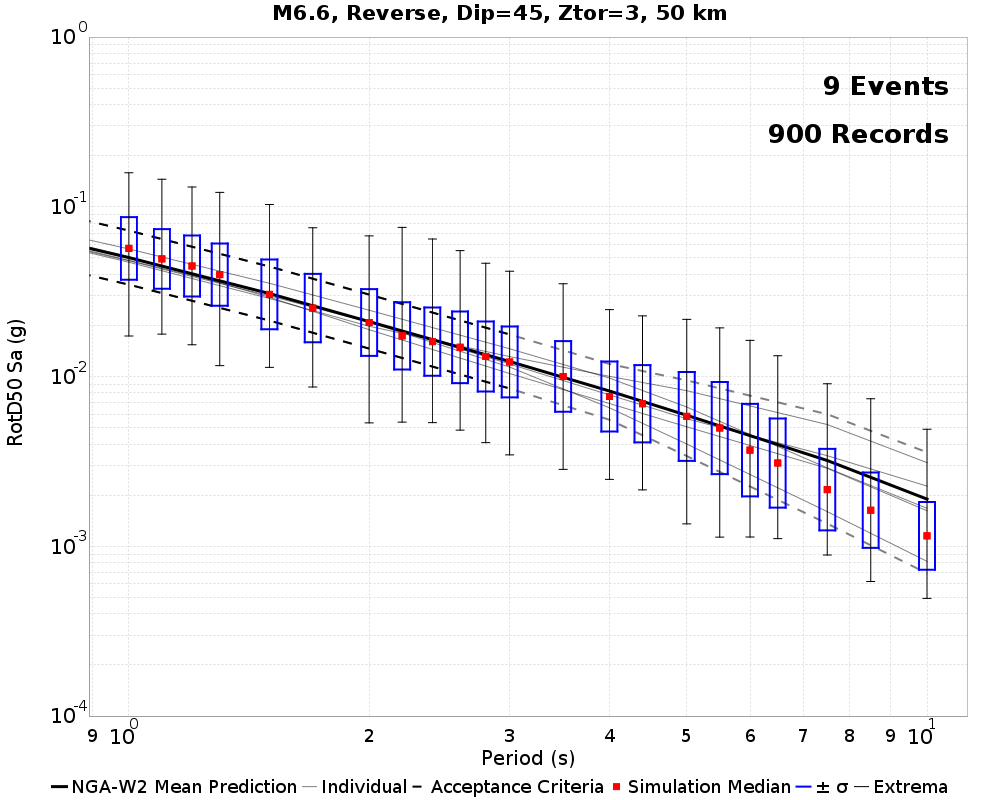 M6.6, Reverse, Dip=45, Ztor=3, 50 km
9 Events
900 Records
10^0
10^-1
10^-2
10^-3
10^-4
RotD50 Sa (g)
9 10^0 2 3 4 5 6 7 8 9 10^1
Period (s)
NGA-W2 Mean Prediction Individual Acceptance Criteria Simulation Median ± σ Extrema